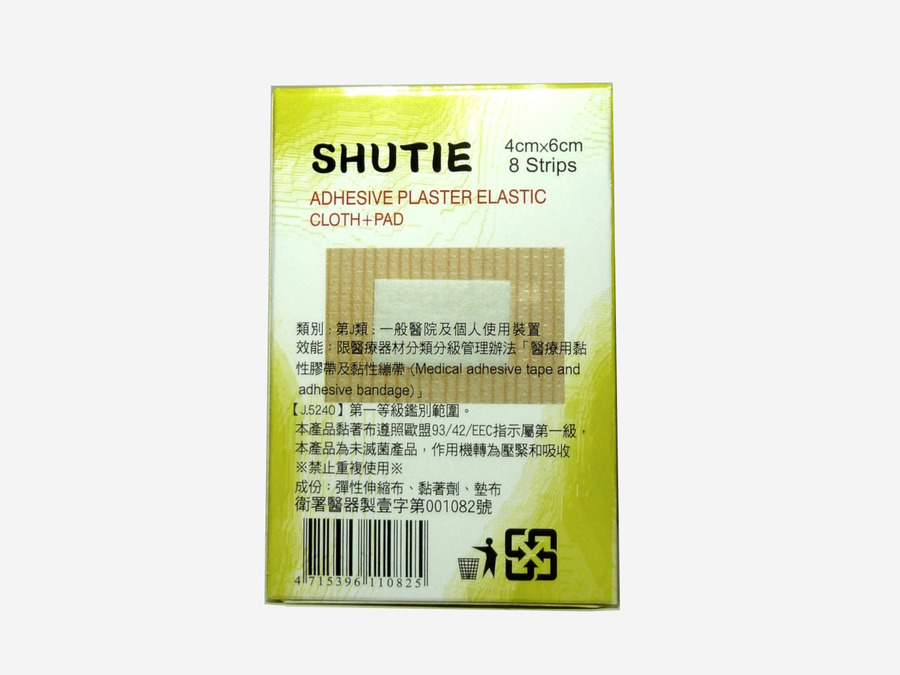 SHUTIE
4cmx6cm
8 Strips
ADHESIVE PLASTER ELASTIC
CLOTH+PAD
類別：第J類：一般醫院及個人使用裝置
效能：限醫療器材分類分級管理辦法「醫療用黏
性膠帶及黏性繃帶 (Medical adhesive tape and
adhesive bandage)」
【J.5240】第一等級鑑別範圍。
本產品黏著布遵照歐盟93/42/EEC指示屬第一級，
本產品為未滅菌產品，作用機轉為壓緊和吸收
※禁止重複使用※
成份：彈性伸縮布、黏著劑、墊布
衛署醫器製壹字第001082號
4 715396 110825